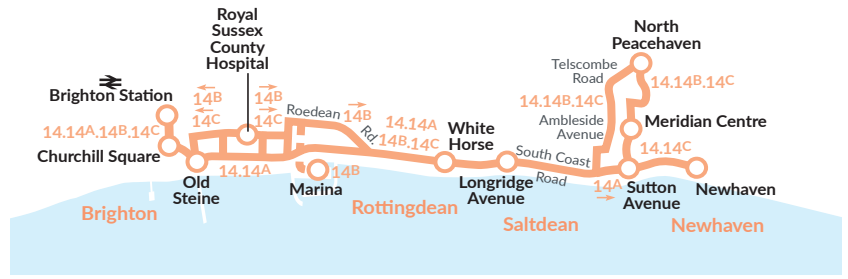 Royal
Sussex
County
Hospital
North
Peacehaven
Telscombe
Road
Brighton Station
14B
14B
14.14B.14C
14.14B.14C
Roedean
Rd.
14B
14C
14C
14.14A
14B.14C
White
Horse
Ambleside
Avenue
Meridian Centre
14.14A.14B.14C
Churchill Square
14.14A
South Coast
Road
14.14C
Old
Steine
Marina
14B
Longridge
Avenue
14A
Sutton
Avenue
Newhaven
Brighton
Rottingdean
Saltdean
Newhaven